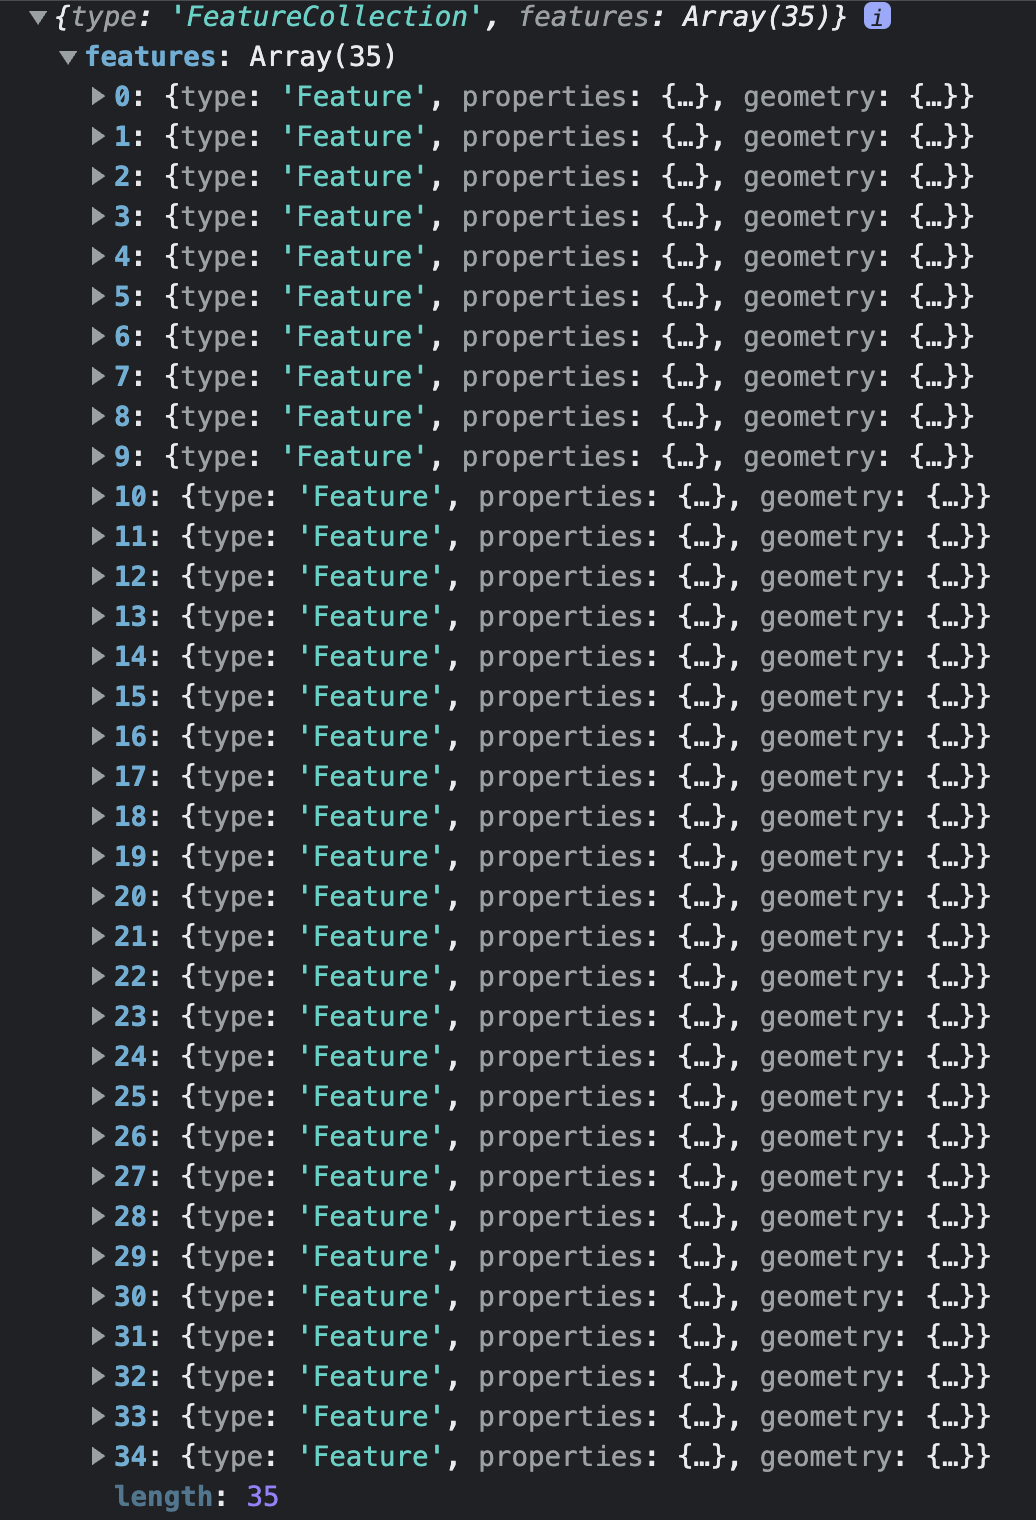 {type: 'FeatureCollection', features: Array(35)} i
features: Array(35)
0: {type: 'Feature', properties: {…}, geometry: {…}}
1: {type: 'Feature', properties: {…}, geometry: {…}}
2: {type: 'Feature', properties: {…}, geometry: {…}}
3: {type: 'Feature', properties: {…}, geometry: {…}}
4: {type: 'Feature', properties: {…}, geometry: {…}}
5: {type: 'Feature', properties: {…}, geometry: {…}}
6: {type: 'Feature', properties: {…}, geometry: {…}}
7: {type: 'Feature', properties: {…}, geometry: {…}}
8: {type: 'Feature', properties: {…}, geometry: {…}}
9: {type: 'Feature', properties: {…}, geometry: {…}}
10: {type: 'Feature', properties: {…}, geometry: {…}}
11: {type: 'Feature', properties: {…}, geometry: {…}}
12: {type: 'Feature', properties: {…}, geometry: {…}}
13: {type: 'Feature', properties: {…}, geometry: {…}}
14: {type: 'Feature', properties: {…}, geometry: {…}}
15: {type: 'Feature', properties: {…}, geometry: {…}}
16: {type: 'Feature', properties: {…}, geometry: {…}}
17: {type: 'Feature', properties: {…}, geometry: {…}}
18: {type: 'Feature', properties: {…}, geometry: {…}}
19: {type: 'Feature', properties: {…}, geometry: {…}}
20: {type: 'Feature', properties: {…}, geometry: {…}}
21: {type: 'Feature', properties: {…}, geometry: {…}}
22: {type: 'Feature', properties: {…}, geometry: {…}}
23: {type: 'Feature', properties: {…}, geometry: {…}}
24: {type: 'Feature', properties: {…}, geometry: {…}}
25: {type: 'Feature', properties: {…}, geometry: {…}}
26: {type: 'Feature', properties: {…}, geometry: {…}}
27: {type: 'Feature', properties: {…}, geometry: {…}}
28: {type: 'Feature', properties: {…}, geometry: {…}}
29: {type: 'Feature', properties: {…}, geometry: {…}}
30: {type: 'Feature', properties: {…}, geometry: {…}}
31: {type: 'Feature', properties: {…}, geometry: {…}}
32: {type: 'Feature', properties: {…}, geometry: {…}}
33: {type: 'Feature', properties: {…}, geometry: {…}}
34: {type: 'Feature', properties: {…}, geometry: {…}}
length: 35